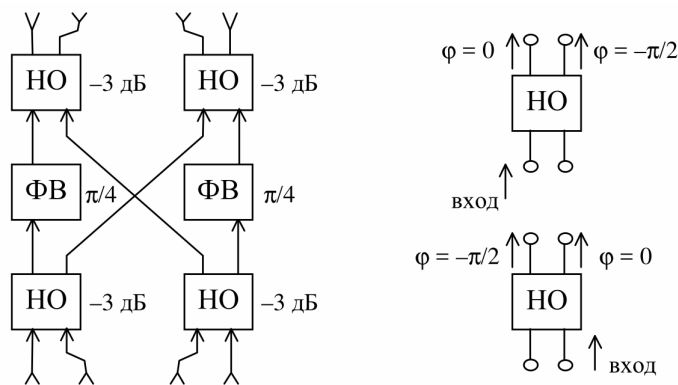 НО –3 дБ НО –3 дБ
ФВ π/4 ФВ π/4
НО –3 дБ НО –3 дБ
φ = 0 φ = –π/2
НО
вход
φ = –π/2 φ = 0
НО
вход